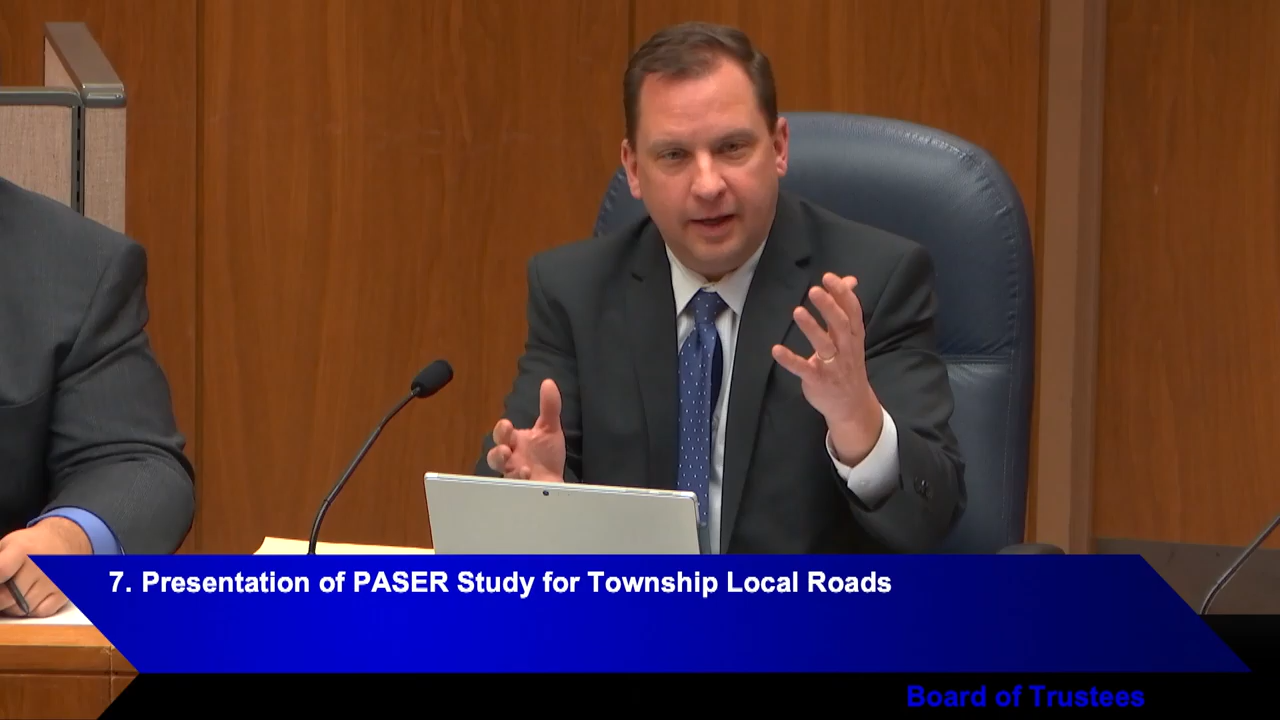 7. Presentation of PASER Study for Township Local Roads
Board of Trustees